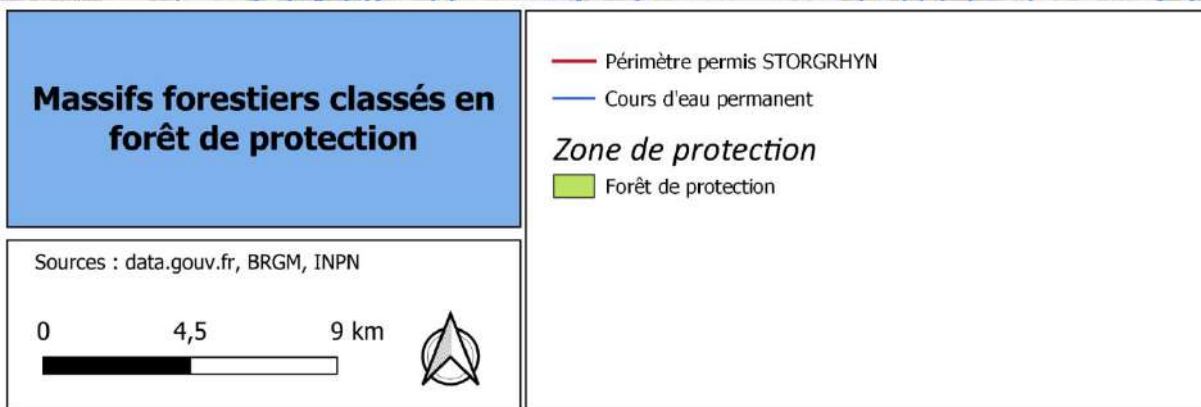 Massifs forestiers classés en
forêt de protection
Sources : data.gouv.fr, BRGM, INPN
0 4,5 9 km
Périmètre permis STORGRHYN
Cours d'eau permanent
Zone de protection
Forêt de protection